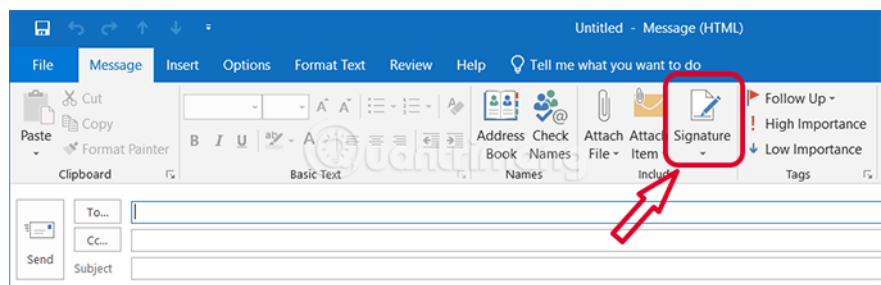 Untitled - Message (HTML)
File Message Insert Options Format Text Review Help Tell me what you want to do
Cut
Copy
Format Painter
Paste
Clipboard
B I U A
Basic Text
Address Book
Check Names
Names
Attach File
Attach Item
Signature
Include
Follow Up
High Importance
Low Importance
Tags
Quantrimang
Send
To...
Cc...
Subject